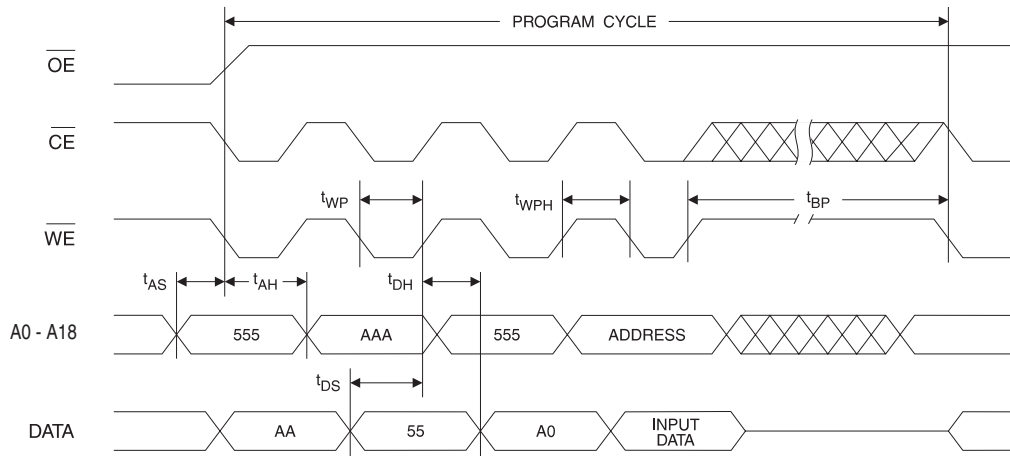 PROGRAM CYCLE
OE
CE
tWP
tWPH
tBP
WE
tAS
tAH
tDH
A0 - A18
555
AAA
555
ADDRESS
tDS
DATA
AA
55
A0
INPUT
DATA